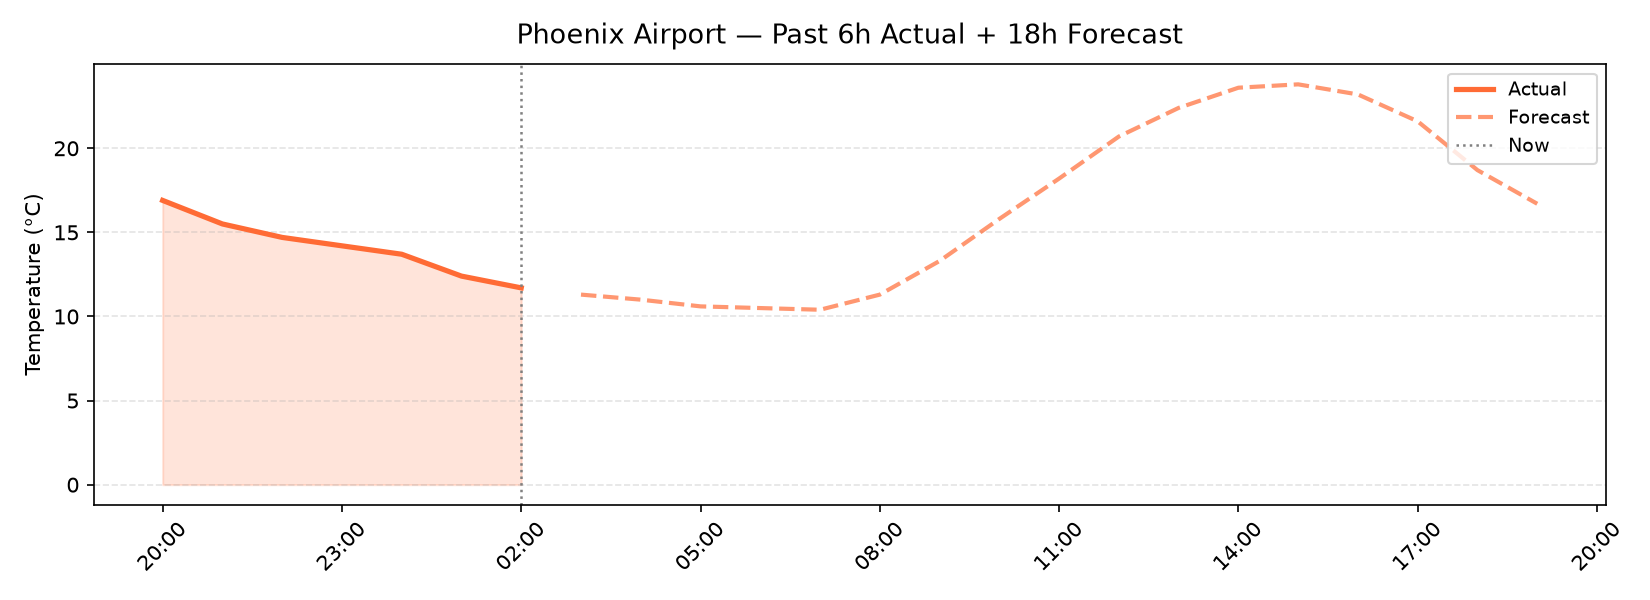 Phoenix Airport — Past 6h Actual + 18h Forecast
Temperature (°C)
20
15
10
5
0
Actual
Forecast
Now
20:00 23:00 02:00 05:00 08:00 11:00 14:00 17:00 20:00